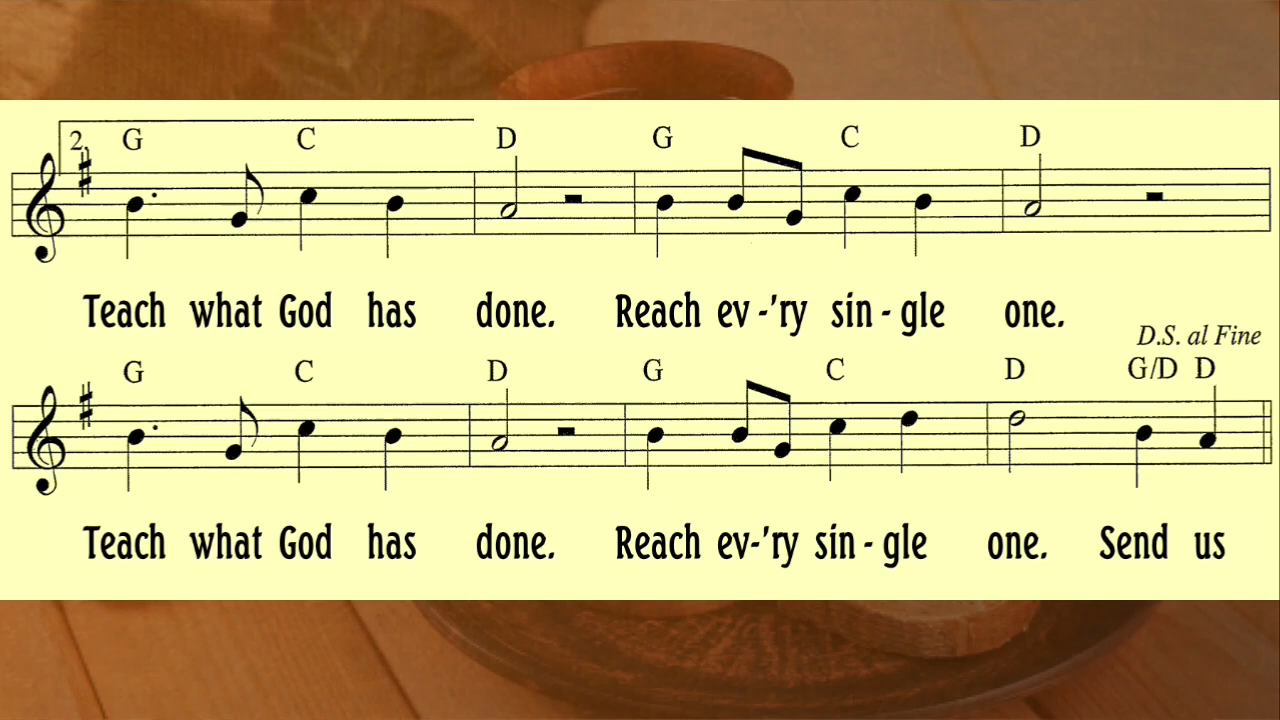 2. G C D G C D
Teach what God has done. Reach ev-'ry sin-gle one.
D.S. al Fine
G C D G C D G/D D
Teach what God has done. Reach ev-'ry sin-gle one. Send us